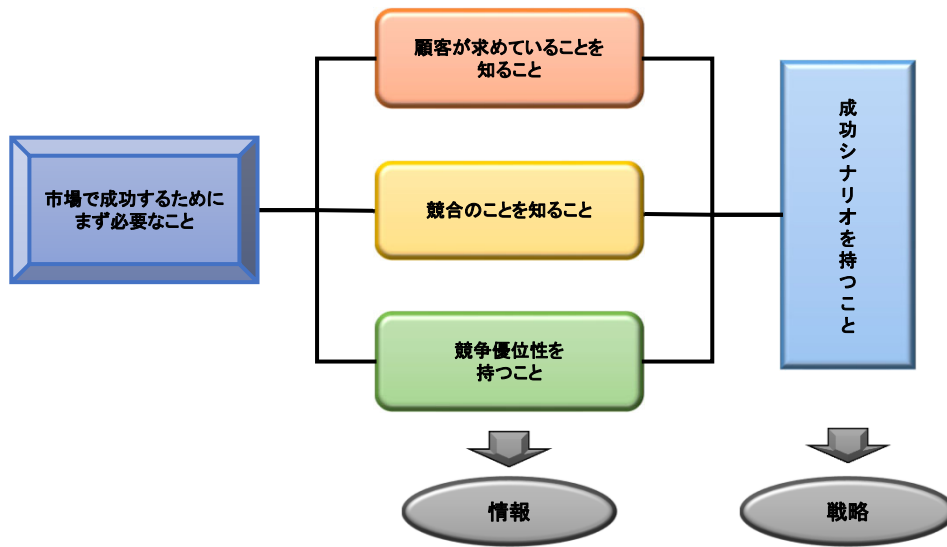 市場で成功するために
まず必要なこと
顧客が求めていることを
知ること
競合のことを知ること
競争優位性を
持つこと
成功シナリオを持つこと
情報
戦略